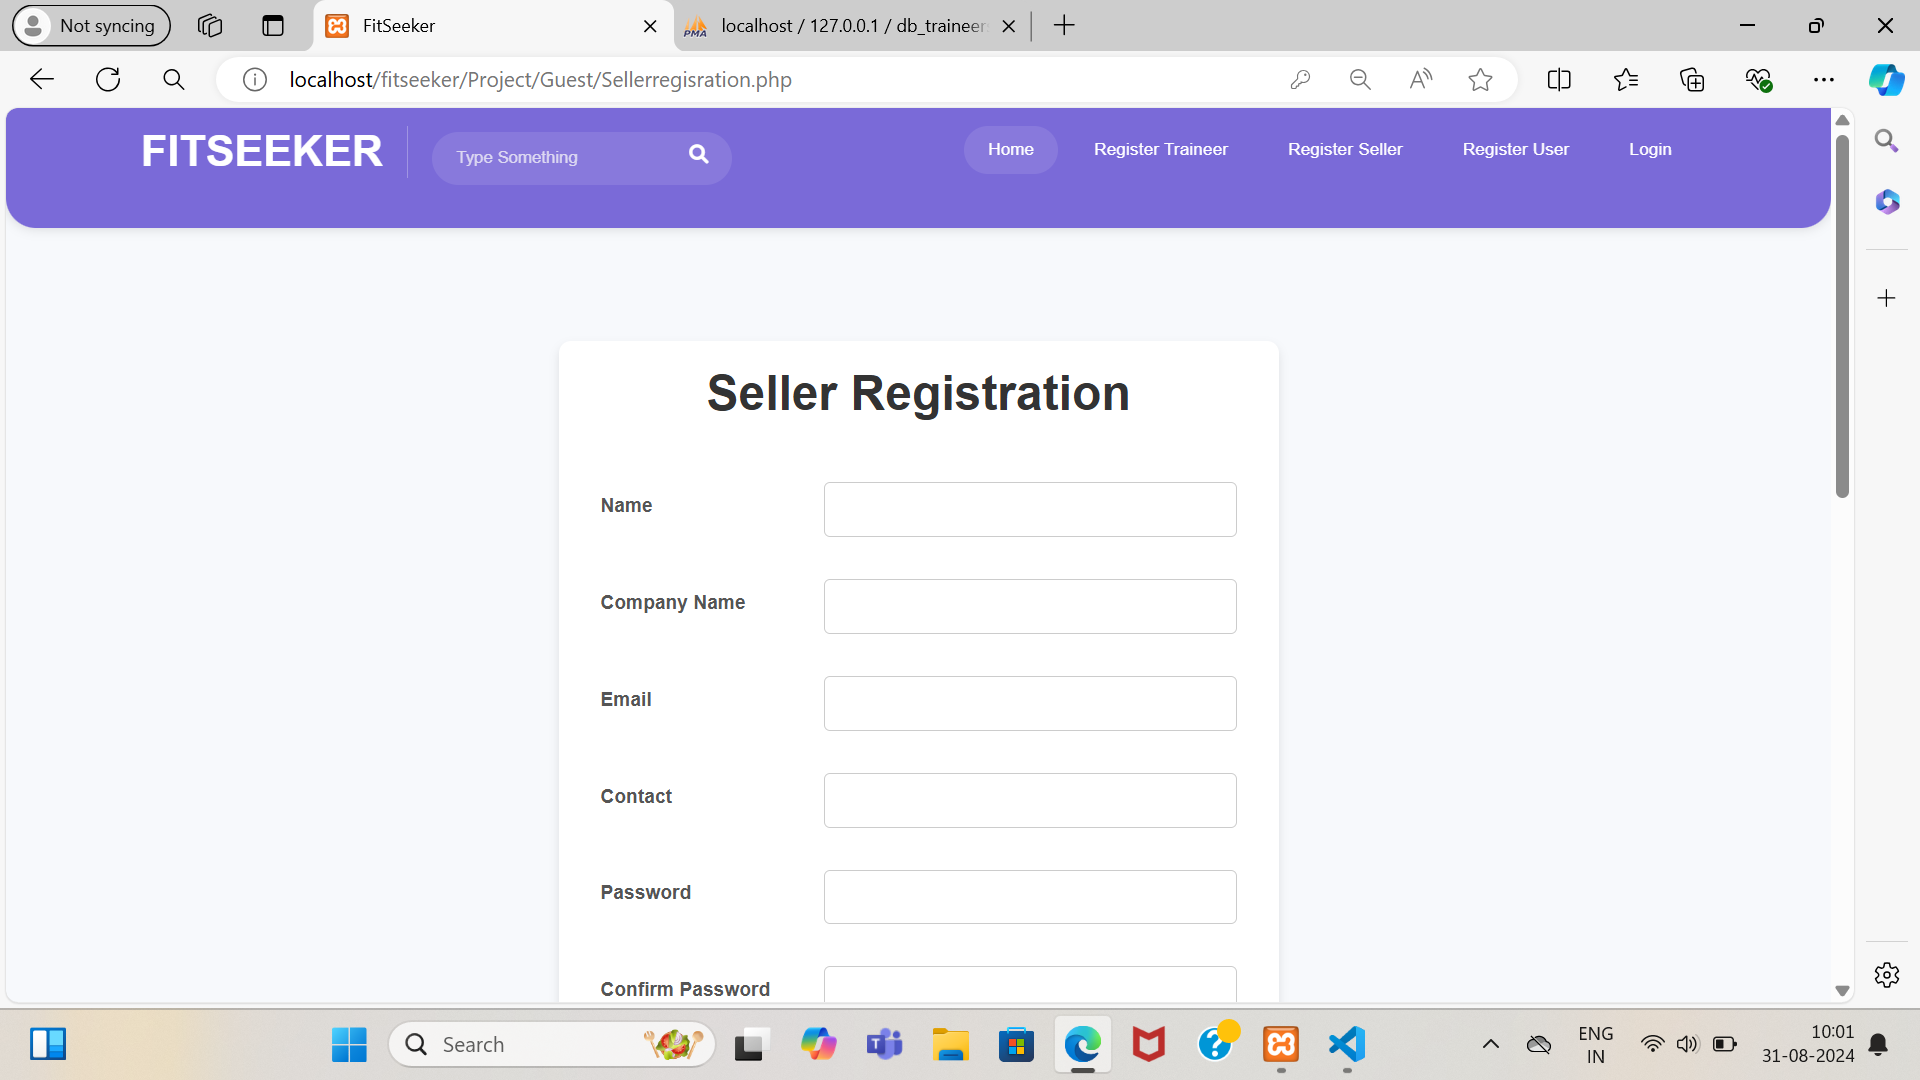 Not syncing
FitSeeker
localhost / 127.0.0.1 / db_traineer
localhost/fitseeker/Project/Guest/Sellerregisration.php
FITSEEKER
Type Something
Home
Register Traineer
Register Seller
Register User
Login
Seller Registration
Name
Company Name
Email
Contact
Password
Confirm Password
Search
ENG
IN
10:01
31-08-2024